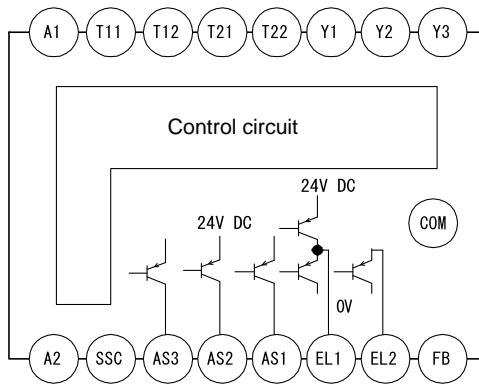 A1 T11 T12 T21 T22 Y1 Y2 Y3
Control circuit
24V DC
24V DC
COM
0V
A2 SSC AS3 AS2 AS1 EL1 EL2 FB